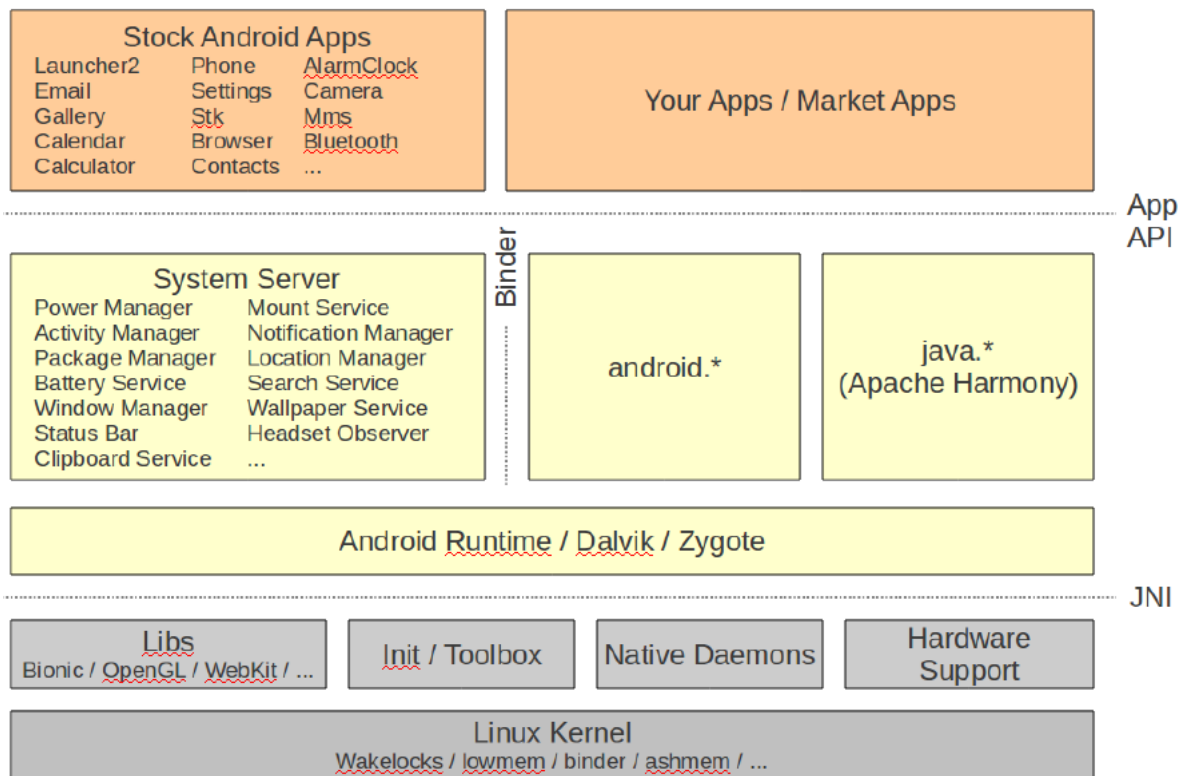 Stock Android Apps
Launcher2 Phone AlarmClock
Email Settings Camera
Gallery Stk Mms
Calendar Browser Bluetooth
Calculator Contacts ...
Your Apps / Market Apps
App
API
System Server
Power Manager Mount Service
Activity Manager Notification Manager
Package Manager Location Manager
Battery Service Search Service
Window Manager Wallpaper Service
Status Bar Headset Observer
Clipboard Service ...
Binder
android.*
java.*
(Apache Harmony)
Android Runtime / Dalvik / Zygote
JNI
Libs
Bionic / OpenGL / WebKit / ...
Init / Toolbox
Native Daemons
Hardware
Support
Linux Kernel
Wakelocks / lowmem / binder / ashmem / ...